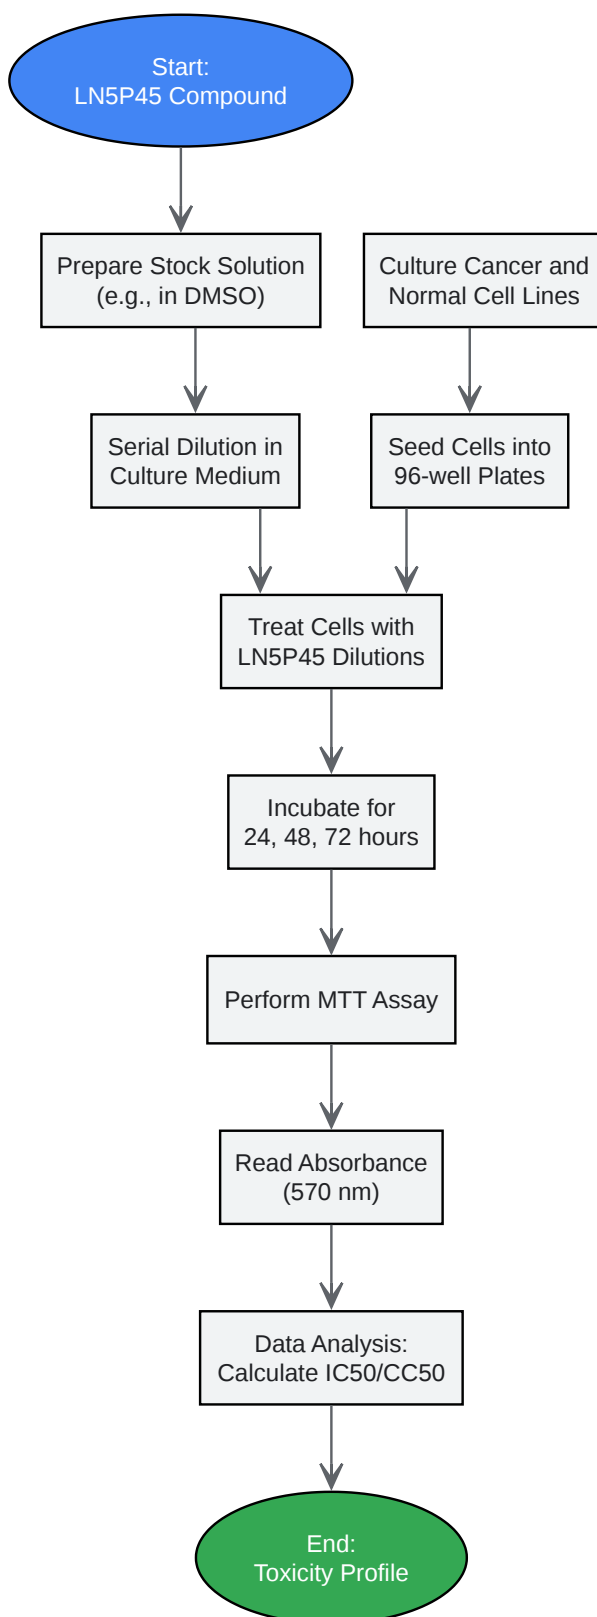 Start:
LN5P45 Compound
Prepare Stock Solution
(e.g., in DMSO)
Culture Cancer and
Normal Cell Lines
Serial Dilution in
Culture Medium
Seed Cells into
96-well Plates
Treat Cells with
LN5P45 Dilutions
Incubate for
24, 48, 72 hours
Perform MTT Assay
Read Absorbance
(570 nm)
Data Analysis:
Calculate IC50/CC50
End:
Toxicity Profile